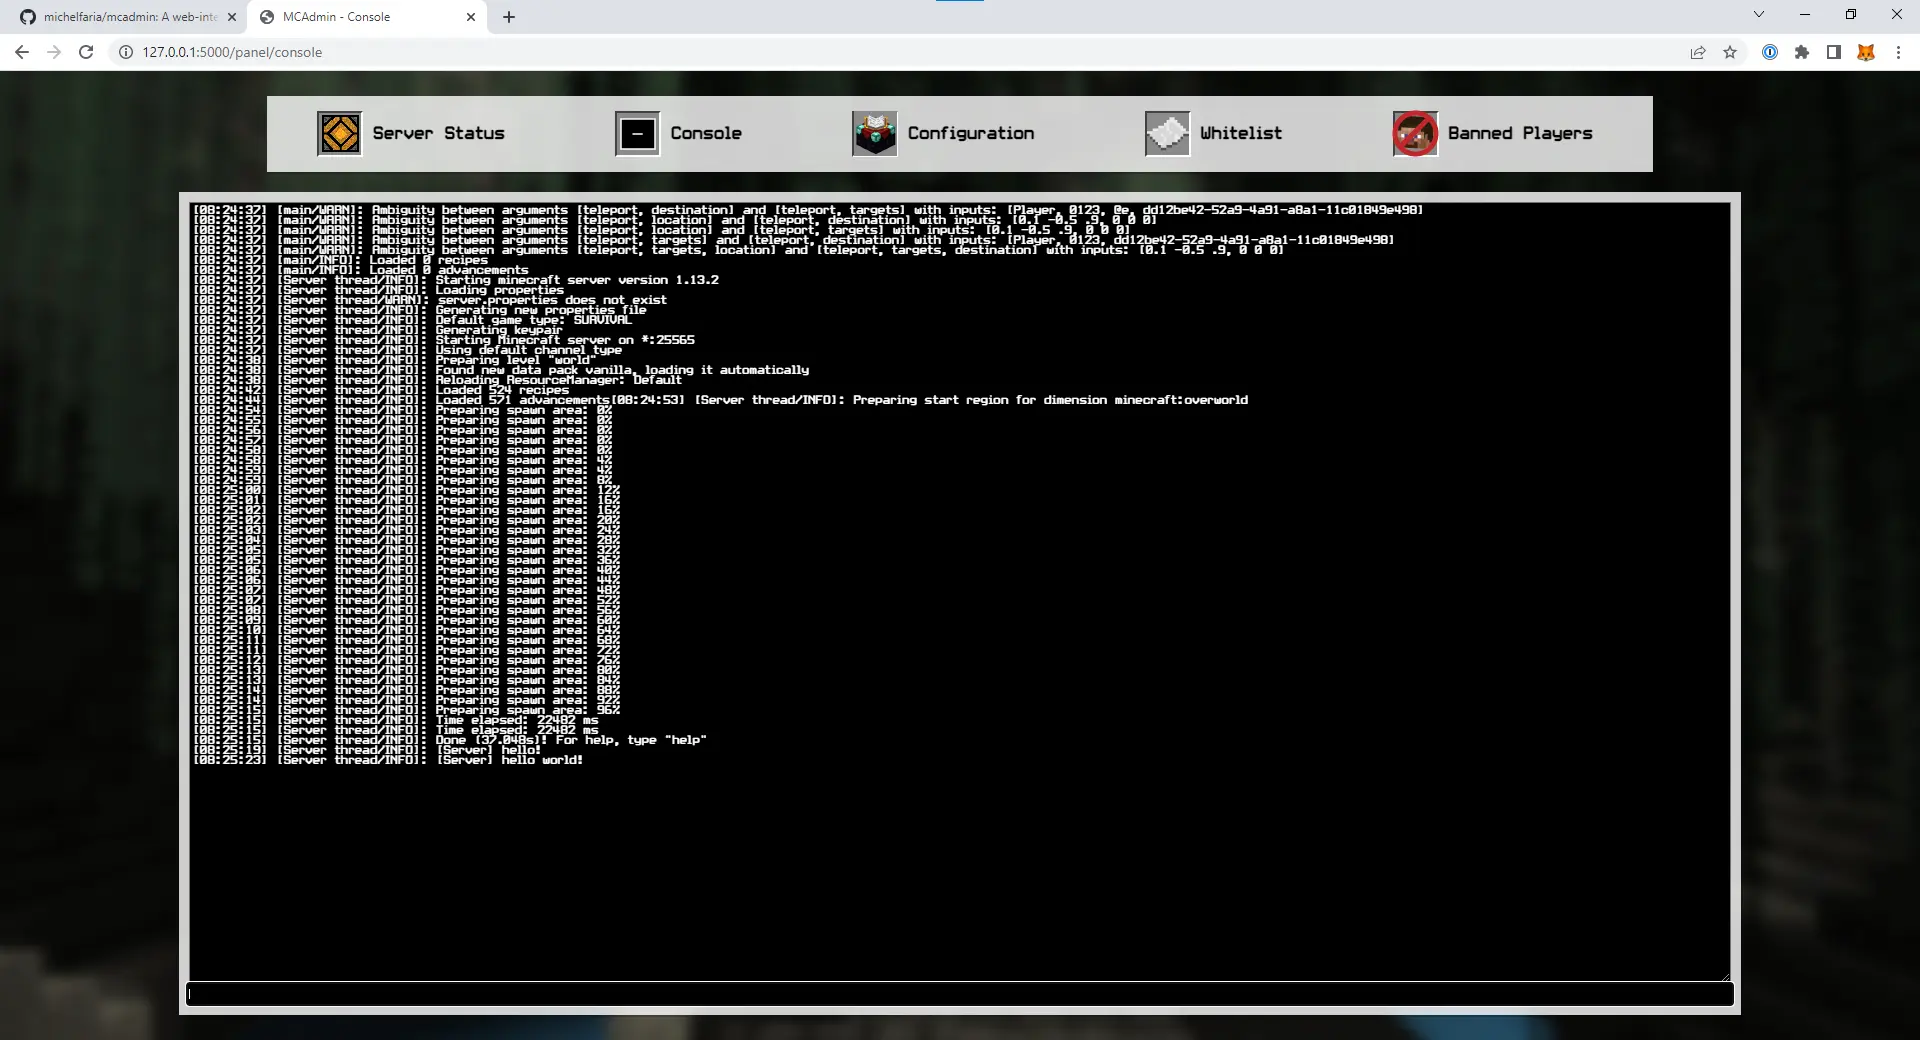 michelfaria/mcadmin: A web-inte
MCAdmin - Console
127.0.0.1:5000/panel/console
Server Status
Console
Configuration
Whitelist
Banned Players
[08:24:37] [main/WARN]: Ambiguity between arguments [teleport, destination] and [teleport, targets] with inputs: [Player, 0123, @e, dd12be42-52a9-4a91-a8a1-11c01849e498]
[08:24:37] [main/WARN]: Ambiguity between arguments [teleport, location] and [teleport, destination] with inputs: [0.1 -0.5 .9, 0 0 0]
[08:24:37] [main/WARN]: Ambiguity between arguments [teleport, location] and [teleport, targets] with inputs: [0.1 -0.5 .9, 0 0 0]
[08:24:37] [main/WARN]: Ambiguity between arguments [teleport, targets] and [teleport, destination] with inputs: [Player, 0123, dd12be42-52a9-4a91-a8a1-11c01849e498]
[08:24:37] [main/WARN]: Ambiguity between arguments [teleport, targets, location] and [teleport, targets, destination] with inputs: [0.1 -0.5 .9, 0 0 0]
[08:24:37] [main/INFO]: Loaded 0 recipes
[08:24:37] [main/INFO]: Loaded 0 advancements
[08:24:37] [Server thread/INFO]: Starting minecraft server version 1.13.2
[08:24:37] [Server thread/INFO]: Loading properties
[08:24:37] [Server thread/WARN]: server.properties does not exist
[08:24:37] [Server thread/INFO]: Generating new properties file
[08:24:37] [Server thread/INFO]: Default game type: SURVIVAL
[08:24:37] [Server thread/INFO]: Generating keypair
[08:24:37] [Server thread/INFO]: Starting Minecraft server on *:25565
[08:24:37] [Server thread/INFO]: Using default channel type
[08:24:38] [Server thread/INFO]: Preparing level "world"
[08:24:38] [Server thread/INFO]: Found new data pack vanilla, loading it automatically
[08:24:38] [Server thread/INFO]: Reloading ResourceManager: Default
[08:24:42] [Server thread/INFO]: Loaded 524 recipes
[08:24:44] [Server thread/INFO]: Loaded 571 advancements[08:24:53] [Server thread/INFO]: Preparing start region for dimension minecraft:overworld
[08:24:54] [Server thread/INFO]: Preparing spawn area: 0%
[08:24:55] [Server thread/INFO]: Preparing spawn area: 0%
[08:24:56] [Server thread/INFO]: Preparing spawn area: 0%
[08:24:57] [Server thread/INFO]: Preparing spawn area: 0%
[08:24:58] [Server thread/INFO]: Preparing spawn area: 0%
[08:24:58] [Server thread/INFO]: Preparing spawn area: 4%
[08:24:59] [Server thread/INFO]: Preparing spawn area: 4%
[08:24:59] [Server thread/INFO]: Preparing spawn area: 8%
[08:25:00] [Server thread/INFO]: Preparing spawn area: 12%
[08:25:01] [Server thread/INFO]: Preparing spawn area: 16%
[08:25:02] [Server thread/INFO]: Preparing spawn area: 16%
[08:25:02] [Server thread/INFO]: Preparing spawn area: 20%
[08:25:03] [Server thread/INFO]: Preparing spawn area: 24%
[08:25:04] [Server thread/INFO]: Preparing spawn area: 28%
[08:25:05] [Server thread/INFO]: Preparing spawn area: 32%
[08:25:05] [Server thread/INFO]: Preparing spawn area: 36%
[08:25:06] [Server thread/INFO]: Preparing spawn area: 40%
[08:25:06] [Server thread/INFO]: Preparing spawn area: 44%
[08:25:07] [Server thread/INFO]: Preparing spawn area: 48%
[08:25:07] [Server thread/INFO]: Preparing spawn area: 52%
[08:25:08] [Server thread/INFO]: Preparing spawn area: 56%
[08:25:09] [Server thread/INFO]: Preparing spawn area: 60%
[08:25:10] [Server thread/INFO]: Preparing spawn area: 64%
[08:25:11] [Server thread/INFO]: Preparing spawn area: 68%
[08:25:11] [Server thread/INFO]: Preparing spawn area: 72%
[08:25:12] [Server thread/INFO]: Preparing spawn area: 76%
[08:25:13] [Server thread/INFO]: Preparing spawn area: 80%
[08:25:13] [Server thread/INFO]: Preparing spawn area: 84%
[08:25:14] [Server thread/INFO]: Preparing spawn area: 88%
[08:25:14] [Server thread/INFO]: Preparing spawn area: 92%
[08:25:15] [Server thread/INFO]: Preparing spawn area: 96%
[08:25:15] [Server thread/INFO]: Time elapsed: 22482 ms
[08:25:15] [Server thread/INFO]: Time elapsed: 22482 ms
[08:25:15] [Server thread/INFO]: Done (37.048s)! For help, type "help"
[08:25:19] [Server thread/INFO]: [Server] hello!
[08:25:23] [Server thread/INFO]: [Server] hello world!